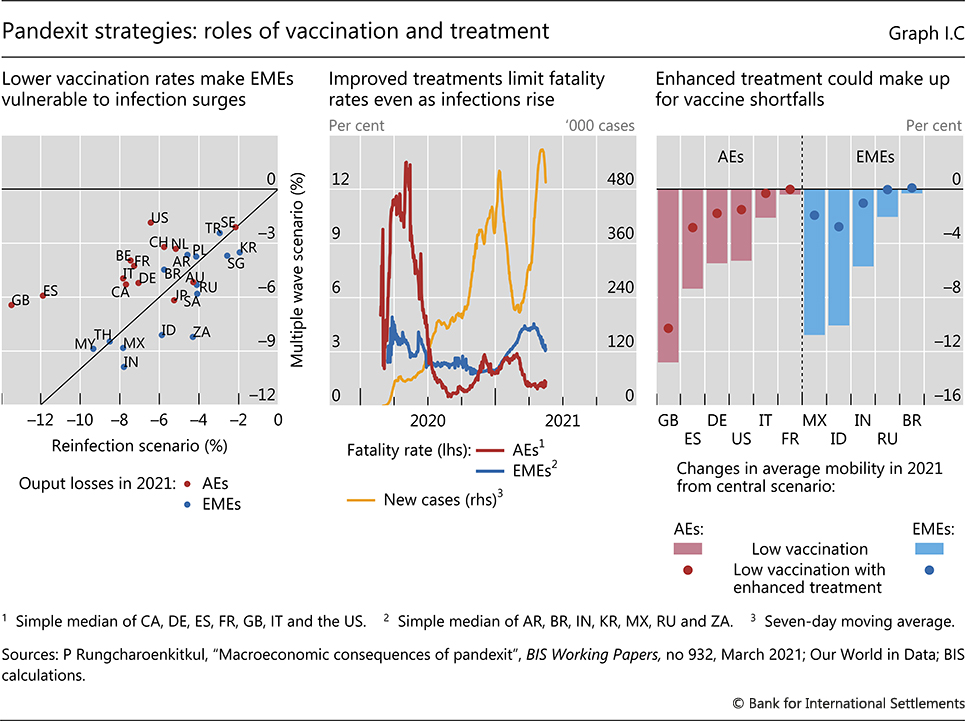 Pandexit strategies: roles of vaccination and treatment
Graph I.C
Lower vaccination rates make EMEs
vulnerable to infection surges
0
–3
–6
–9
–12
Multiple wave scenario (%)
US
SE
TR
CH
NL
KR
BE
FR
AR
PL
SG
IT
DE
BR
AU
RU
CA
JP
SA
ES
GB
TH
ID
ZA
MY
MX
IN
–12
–10
–8
–6
–4
–2
0
Reinfection scenario (%)
Ouput losses in 2021:
AEs
EMEs
Improved treatments limit fatality
rates even as infections rise
Per cent
‘000 cases
12
9
6
3
0
480
360
240
120
0
2020
2021
Fatality rate (lhs):
AEs1
EMEs2
New cases (rhs)3
Enhanced treatment could make up
for vaccine shortfalls
Per cent
AEs
EMEs
0
–4
–8
–12
–16
GB
DE
IT
MX
IN
BR
ES
US
FR
ID
RU
Changes in average mobility in 2021
from central scenario:
AEs:
EMEs:
Low vaccination
Low vaccination with
enhanced treatment
1 Simple median of CA, DE, ES, FR, GB, IT and the US. 2 Simple median of AR, BR, IN, KR, MX, RU and ZA. 3 Seven-day moving average.
Sources: P Rungcharoenkitkul, “Macroeconomic consequences of pandexit”, BIS Working Papers, no 932, March 2021; Our World in Data; BIS
calculations.
© Bank for International Settlements